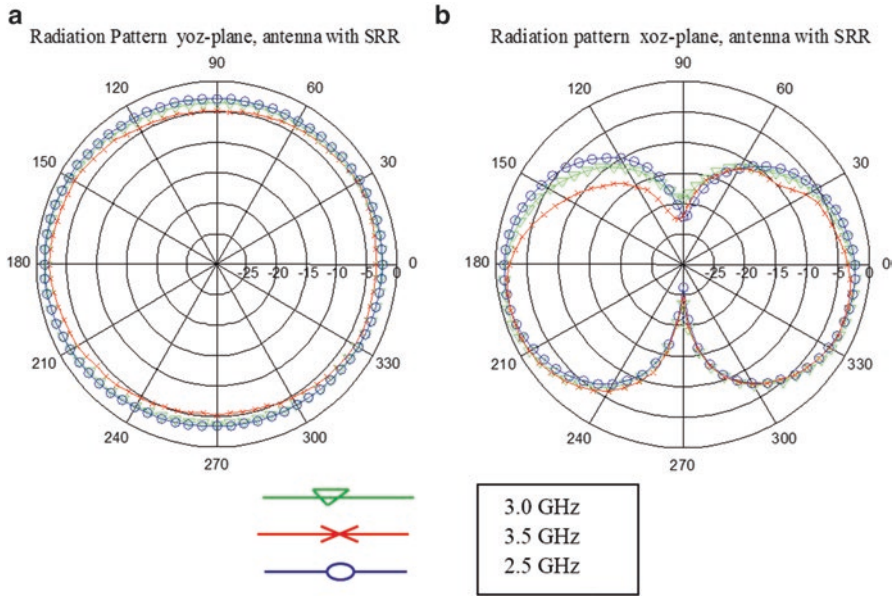 a
Radiation Pattern yoz-plane, antenna with SRR
90
120
60
150
30
180
-25 -20 -15 -10 -5 0
0
210
330
240
300
270
b
Radiation pattern xoz-plane, antenna with SRR
90
120
60
150
30
180
-25 -20 -15 -10 -5 0
0
210
330
240
300
270
3.0 GHz
3.5 GHz
2.5 GHz